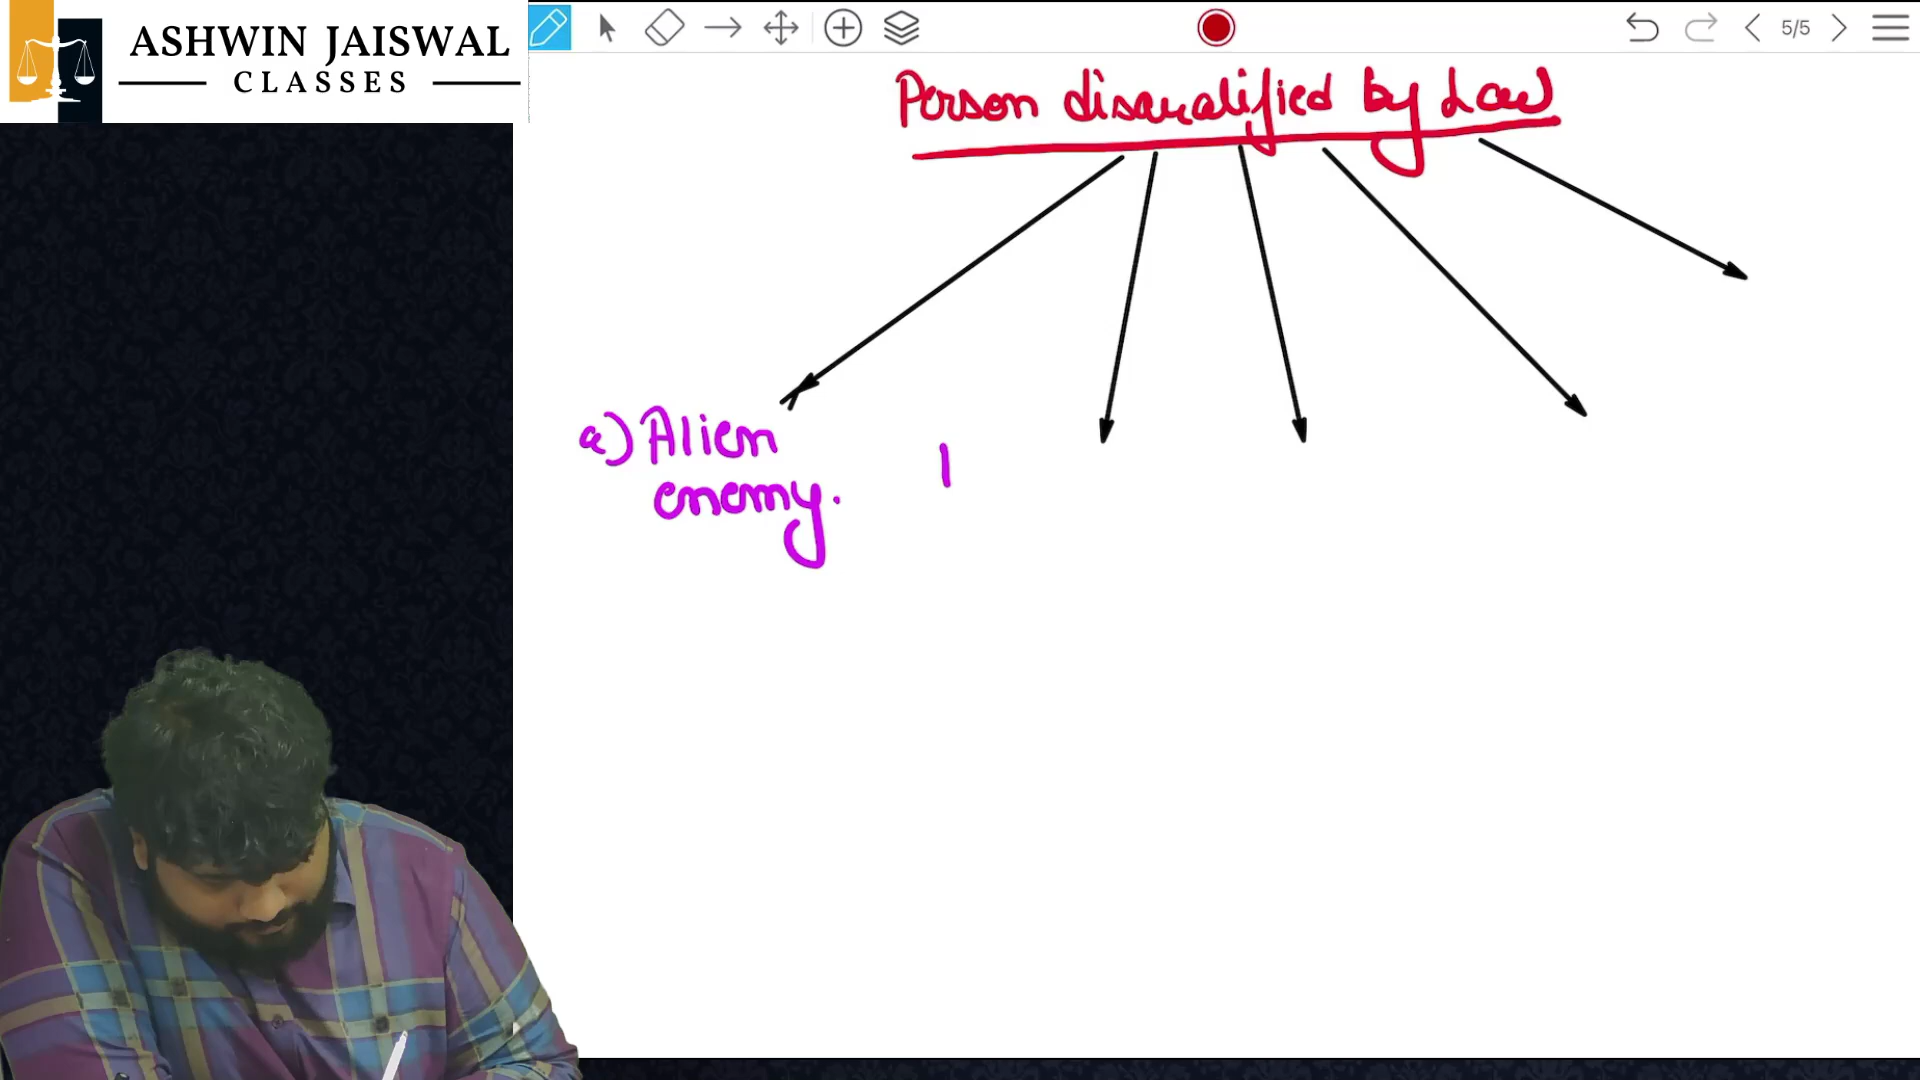 ASHWIN JAISWAL
CLASSES
5/5
Person disqualified by Law
a) Alien
enemy.